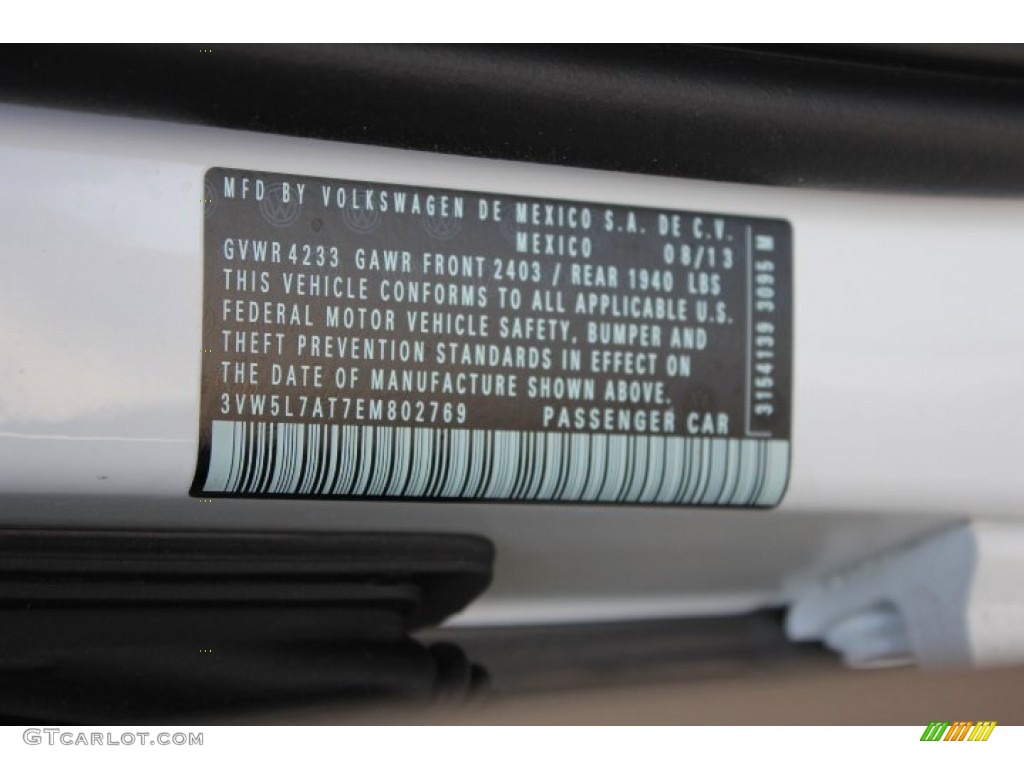 MFD BY VOLKSWAGEN DE MEXICO S.A. DE C.V.
MEXICO 08/13
GVWR 4233 GAWR FRONT 2403 / REAR 1940 LBS
THIS VEHICLE CONFORMS TO ALL APPLICABLE U.S.
FEDERAL MOTOR VEHICLE SAFETY, BUMPER AND
THEFT PREVENTION STANDARDS IN EFFECT ON
THE DATE OF MANUFACTURE SHOWN ABOVE.
3VW5L7AT7EM802769 PASSENGER CAR
3154139 3095 M
GTCARLOT.COM